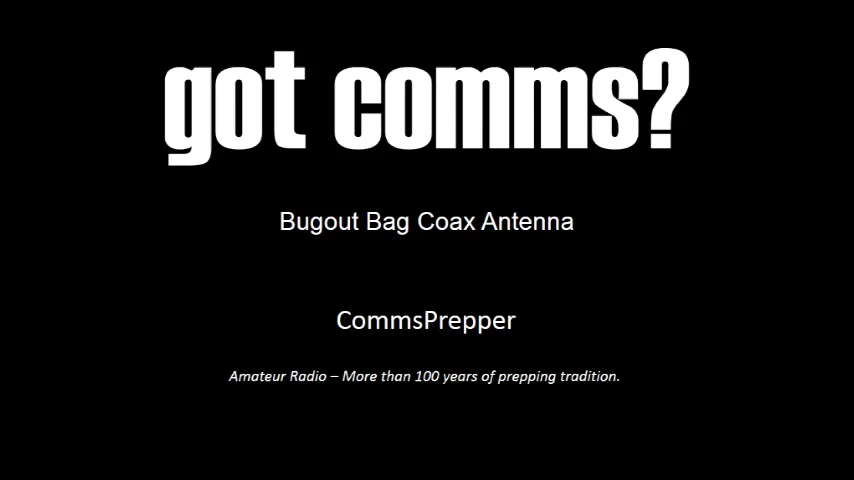 got comms?
Bugout Bag Coax Antenna
CommsPrepper
Amateur Radio – More than 100 years of prepping tradition.